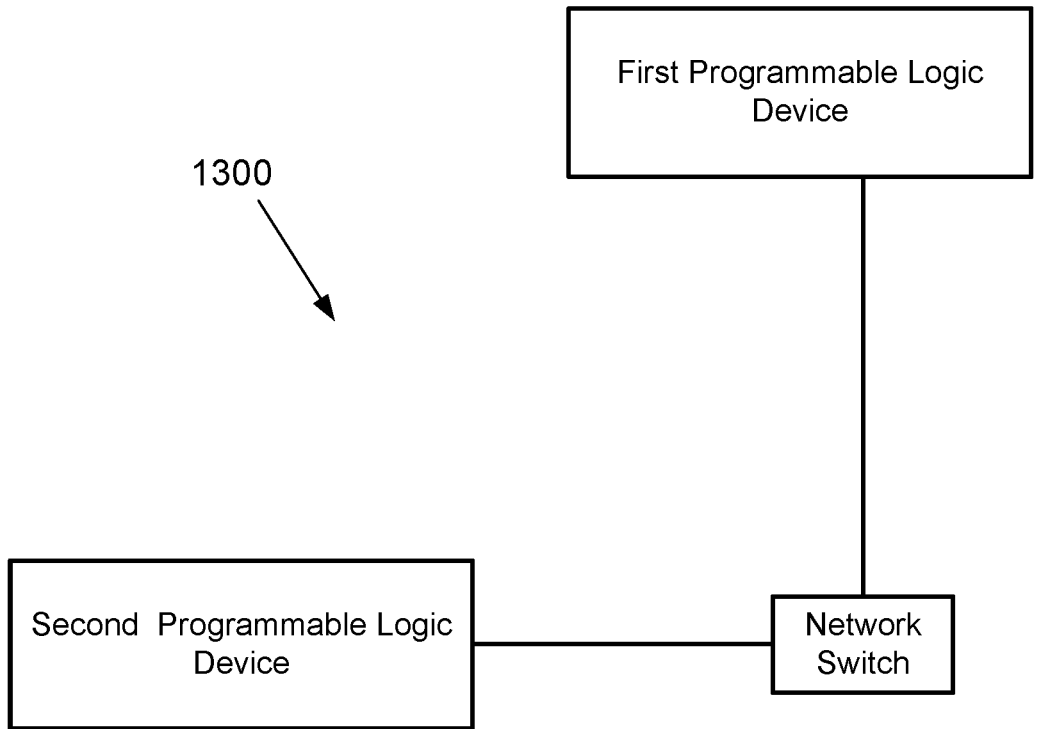 First Programmable Logic
Device
1300
Second Programmable Logic
Device
Network
Switch